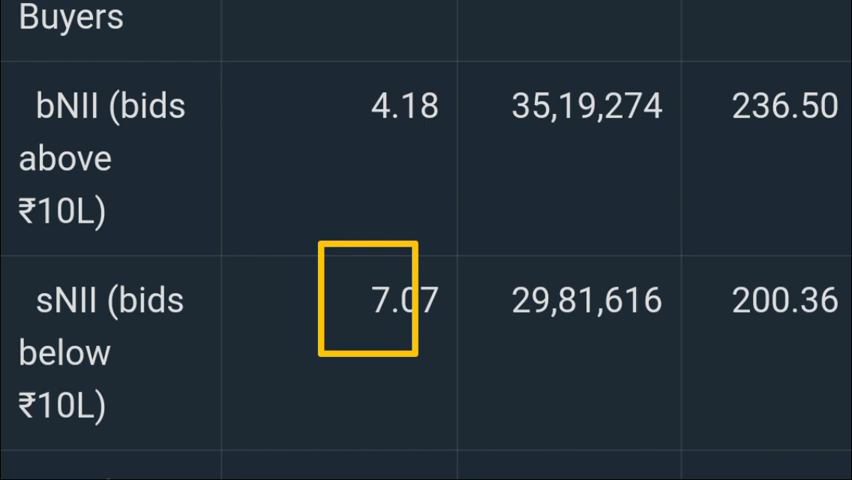 Buyers
bNII (bids above ₹10L) 4.18 35,19,274 236.50
sNII (bids below ₹10L) 7.07 29,81,616 200.36